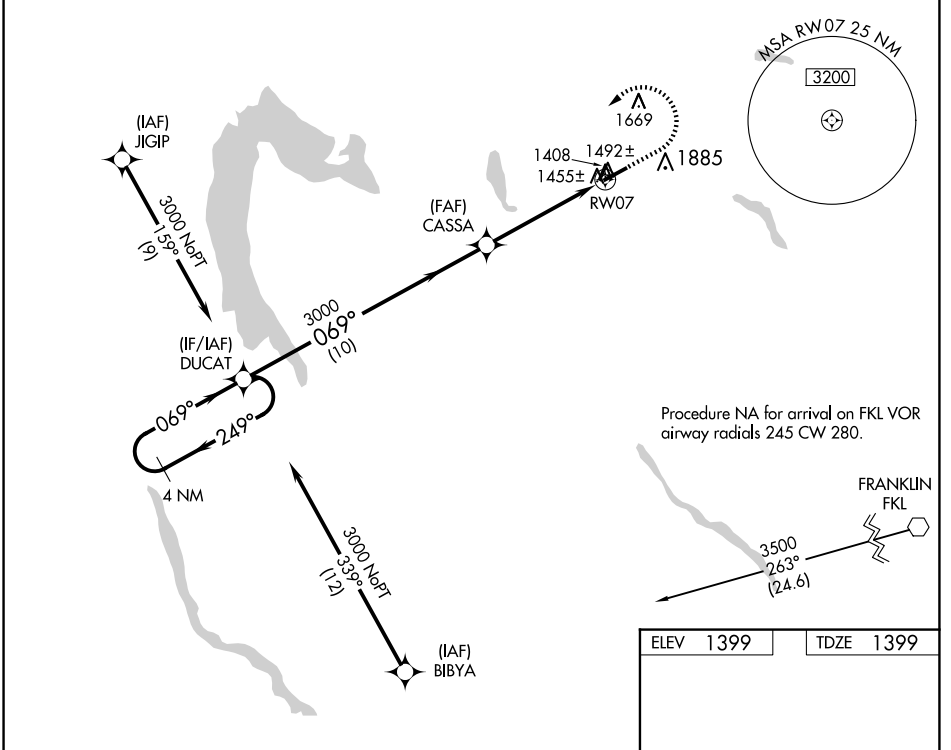 MSA RW07 25 NM
3200
(IAF)
JIGIP
3000 NoPT
159°
(9)
1669
1408
1492±
1455±
1885
RW07
(FAF)
CASSA
3000
069°
(10)
(IF/IAF)
DUCAT
069°
249°
4 NM
3000 NoPT
339°
(12)
(IAF)
BIBYA
Procedure NA for arrival on FKL VOR
airway radials 245 CW 280.
FRANKLIN
FKL
3500
263°
(24.6)
ELEV 1399
TDZE 1399